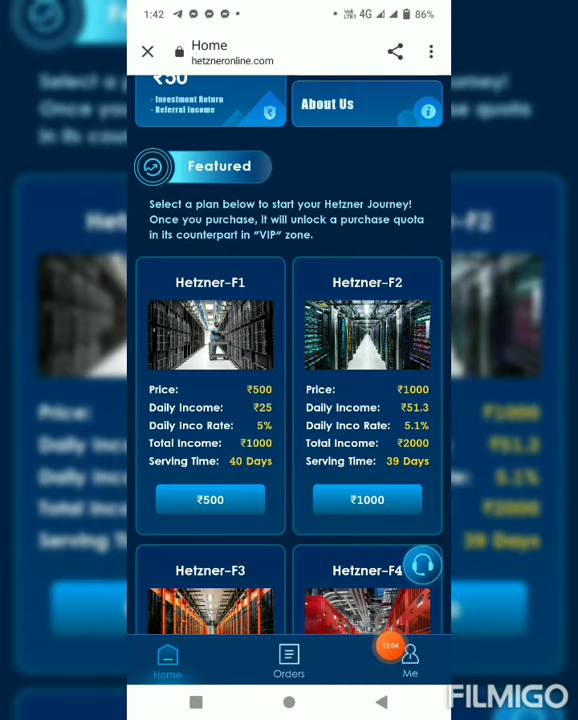 1:42
VoLTE1 4G 86%
Home
hetzneronline.com
₹50
· Investment Return
· Referral Income
About Us
Featured
Select a plan below to start your Hetzner Journey!
Once you purchase, it will unlock a purchase quota
in its counterpart in "VIP" zone.
Hetzner-F1
Price: ₹500
Daily Income: ₹25
Daily Inco Rate: 5%
Total Income: ₹1000
Serving Time: 40 Days
₹500
Hetzner-F2
Price: ₹1000
Daily Income: ₹51.3
Daily Inco Rate: 5.1%
Total Income: ₹2000
Serving Time: 39 Days
₹1000
Hetzner-F3
Hetzner-F4
Home
Orders
13:04
Me
FILMIGO